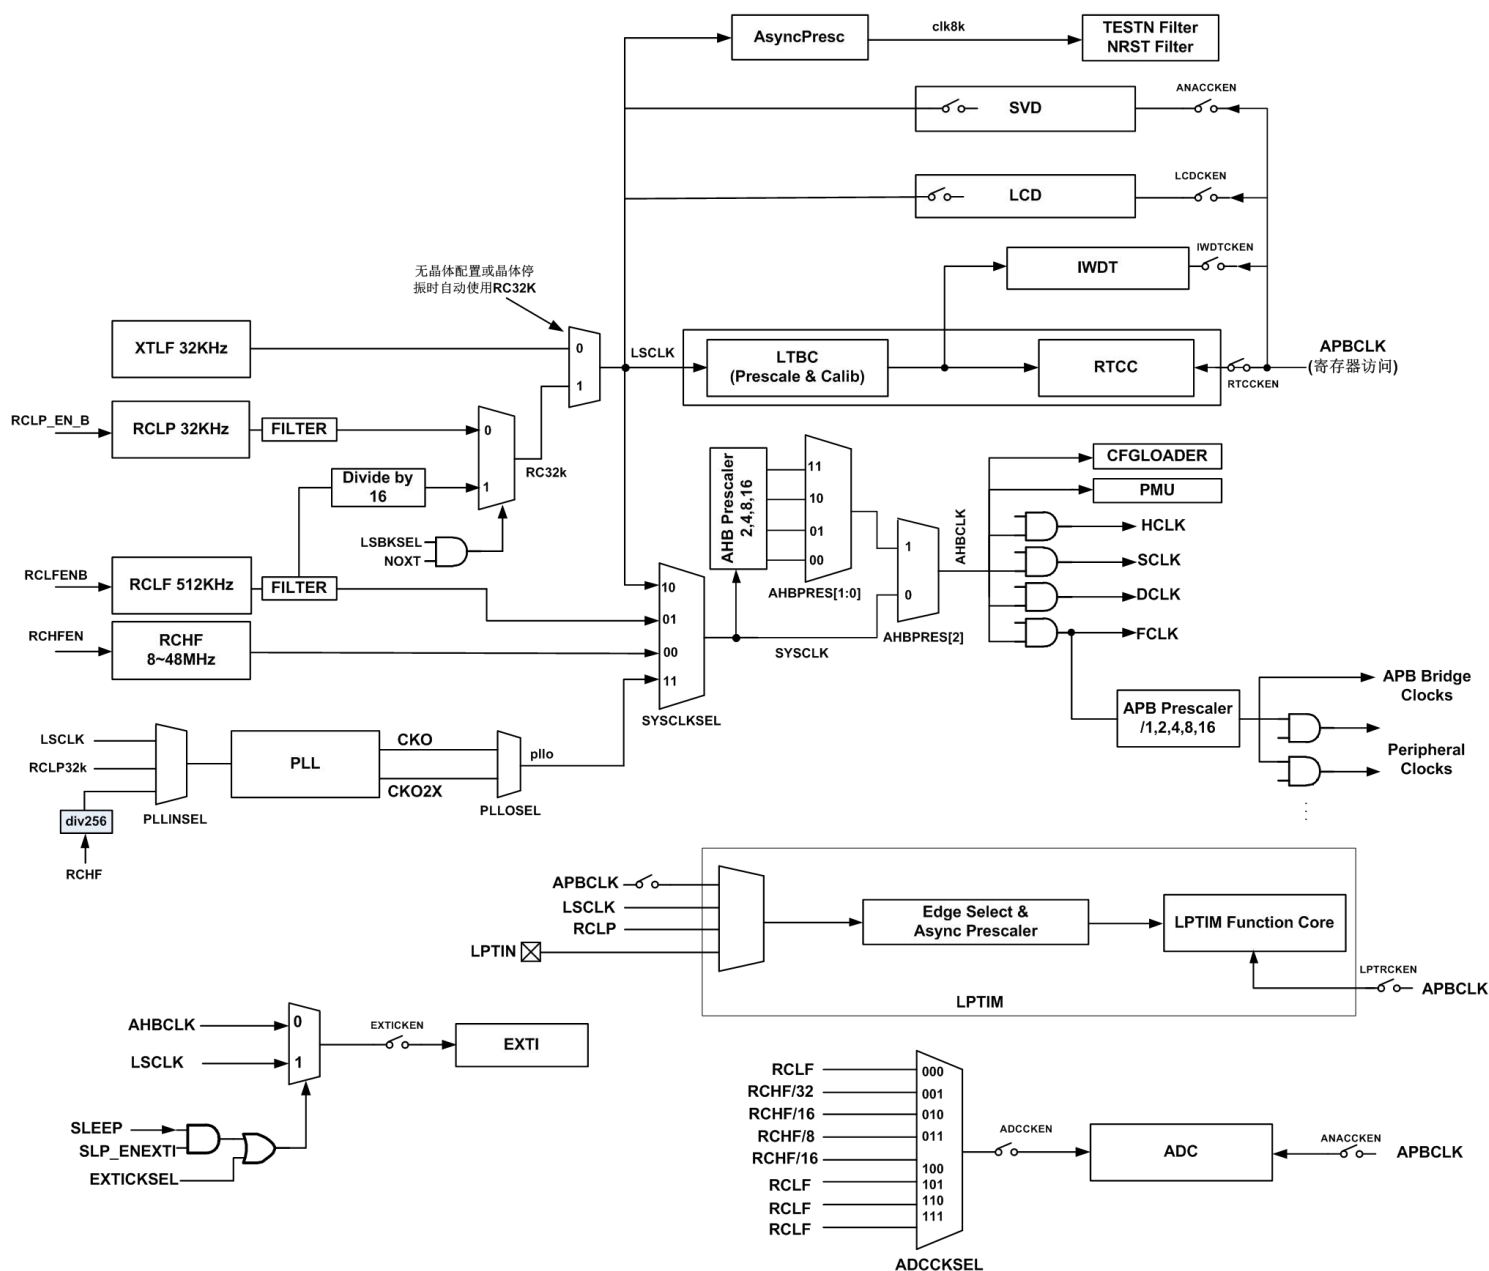 AsyncPresc
clk8k
TESTN Filter
NRST Filter
SVD
ANACCKEN
LCD
LCDCKEN
IWDT
IWDTCKEN
无晶体配置或晶体停
振时自动使用RC32K
XTLF 32KHz
0
1
LSCLK
LTBC
(Prescale & Calib)
RTCC
RTCCKEN
APBCLK
(寄存器访问)
RCLP_EN_B
RCLP 32KHz
FILTER
0
1
RC32k
Divide by
16
LSBKSEL
NOXT
RCLFENB
RCLF 512KHz
FILTER
RCHFEN
RCHF
8~48MHz
10
01
00
11
SYSCLKSEL
SYSCLK
AHB Prescaler
2,4,8,16
11
10
01
00
AHBPRES[1:0]
1
0
AHBPRES[2]
AHBCLK
CFGLOADER
PMU
HCLK
SCLK
DCLK
FCLK
APB Prescaler
/1,2,4,8,16
APB Bridge
Clocks
Peripheral
Clocks
LSCLK
RCLP32k
div256
RCHF
PLLINSEL
PLL
CKO
CKO2X
PLLOSEL
pllo
APBCLK
LSCLK
RCLP
LPTIN
Edge Select &
Async Prescaler
LPTIM Function Core
LPTRCKEN
APBCLK
LPTIM
AHBCLK
LSCLK
0
1
EXTICKEN
EXTI
SLEEP
SLP_ENEXTI
EXTICKSEL
RCLF
RCHF/32
RCHF/16
RCHF/8
RCHF/16
RCLF
RCLF
RCLF
000
001
010
011
100
101
110
111
ADCCKSEL
ADCCKEN
ADC
ANACCKEN
APBCLK